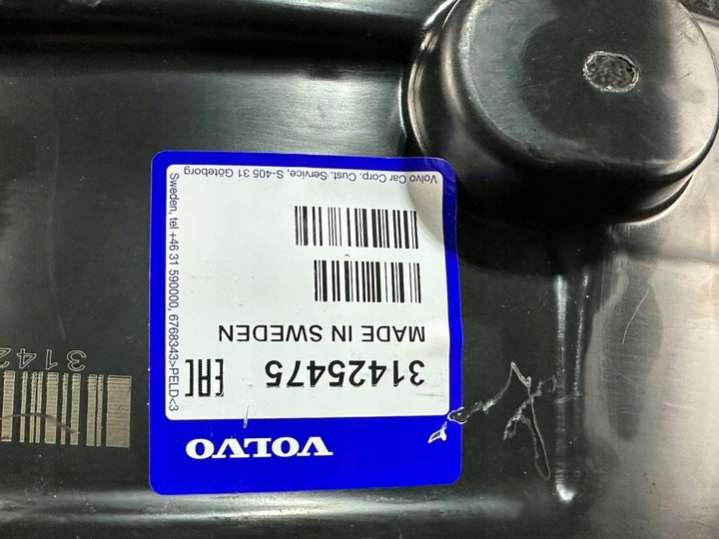 VOLVO
31425475
EAC
MADE IN SWEDEN
Volvo Car Corp. Cust. Service, S-405 31 Göteborg
Sweden, tel +46 31 590000, 6768343>PELD<3
3142